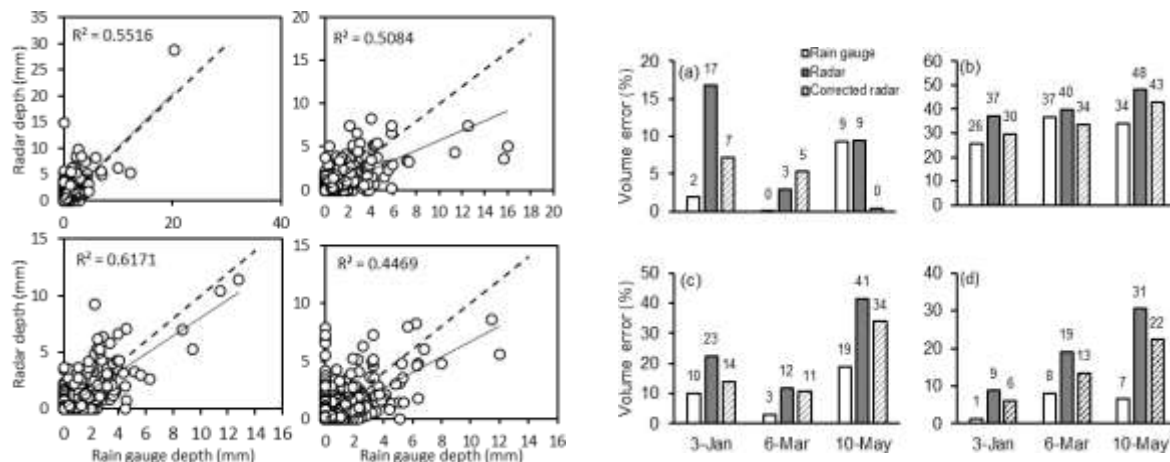 R² = 0.5516
Radar depth (mm)
35
30
25
20
15
10
5
0
0 20 40
R² = 0.5084
20
15
10
5
0
0 2 4 6 8 10 12 14 16 18 20
R² = 0.6171
Radar depth (mm)
15
10
5
0
0 2 4 6 8 10 12 14 16
Rain gauge depth (mm)
R² = 0.4469
15
10
5
0
0 2 4 6 8 10 12 14 16
Rain gauge depth (mm)
(a)
Rain gauge
Radar
Corrected radar
Volume error (%)
20
15
10
5
0
2 17 7
0 3 5
9 9 0
(b)
60
50
40
30
20
10
0
26 37 30
37 40 34
34 48 43
(c)
Volume error (%)
50
40
30
20
10
0
10 23 14
3 12 11
19 41 34
3-Jan 6-Mar 10-May
(d)
40
30
20
10
0
1 9 6
8 19 13
7 31 22
3-Jan 6-Mar 10-May